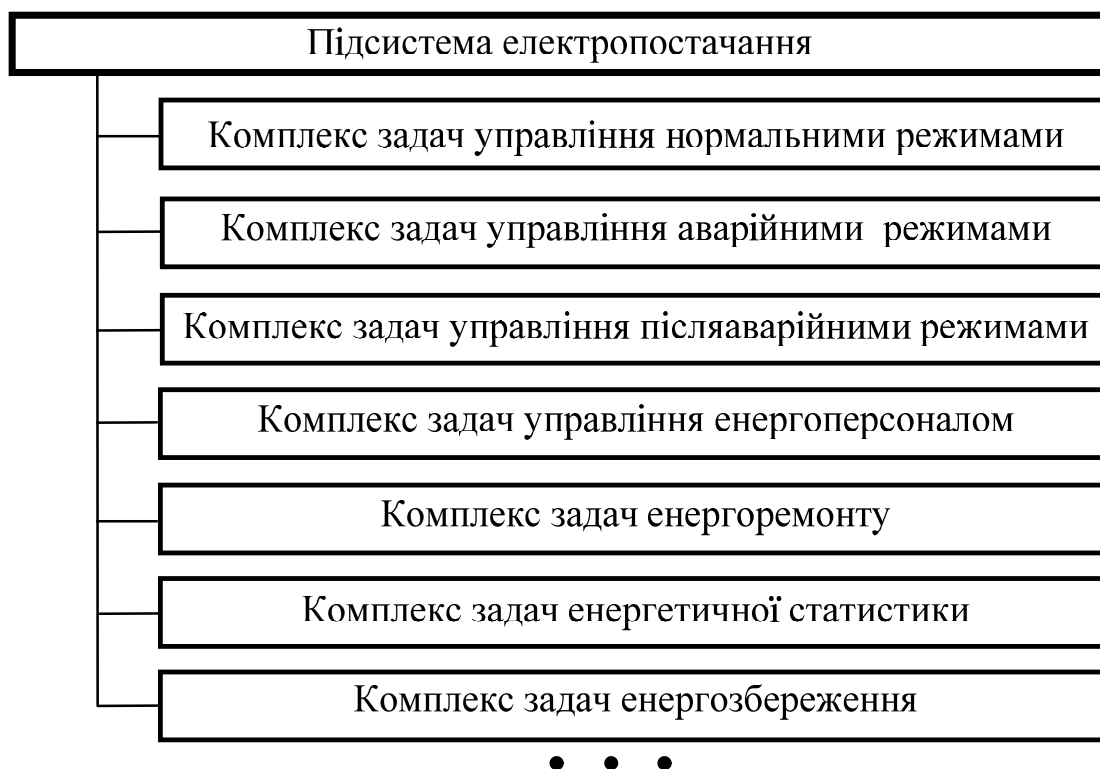 Підсистема електропостачання
Комплекс задач управління нормальними режимами
Комплекс задач управління аварійними режимами
Комплекс задач управління післяаварійними режимами
Комплекс задач управління енергоперсоналом
Комплекс задач енергоремонту
Комплекс задач енергетичної статистики
Комплекс задач енергозбереження
• • •